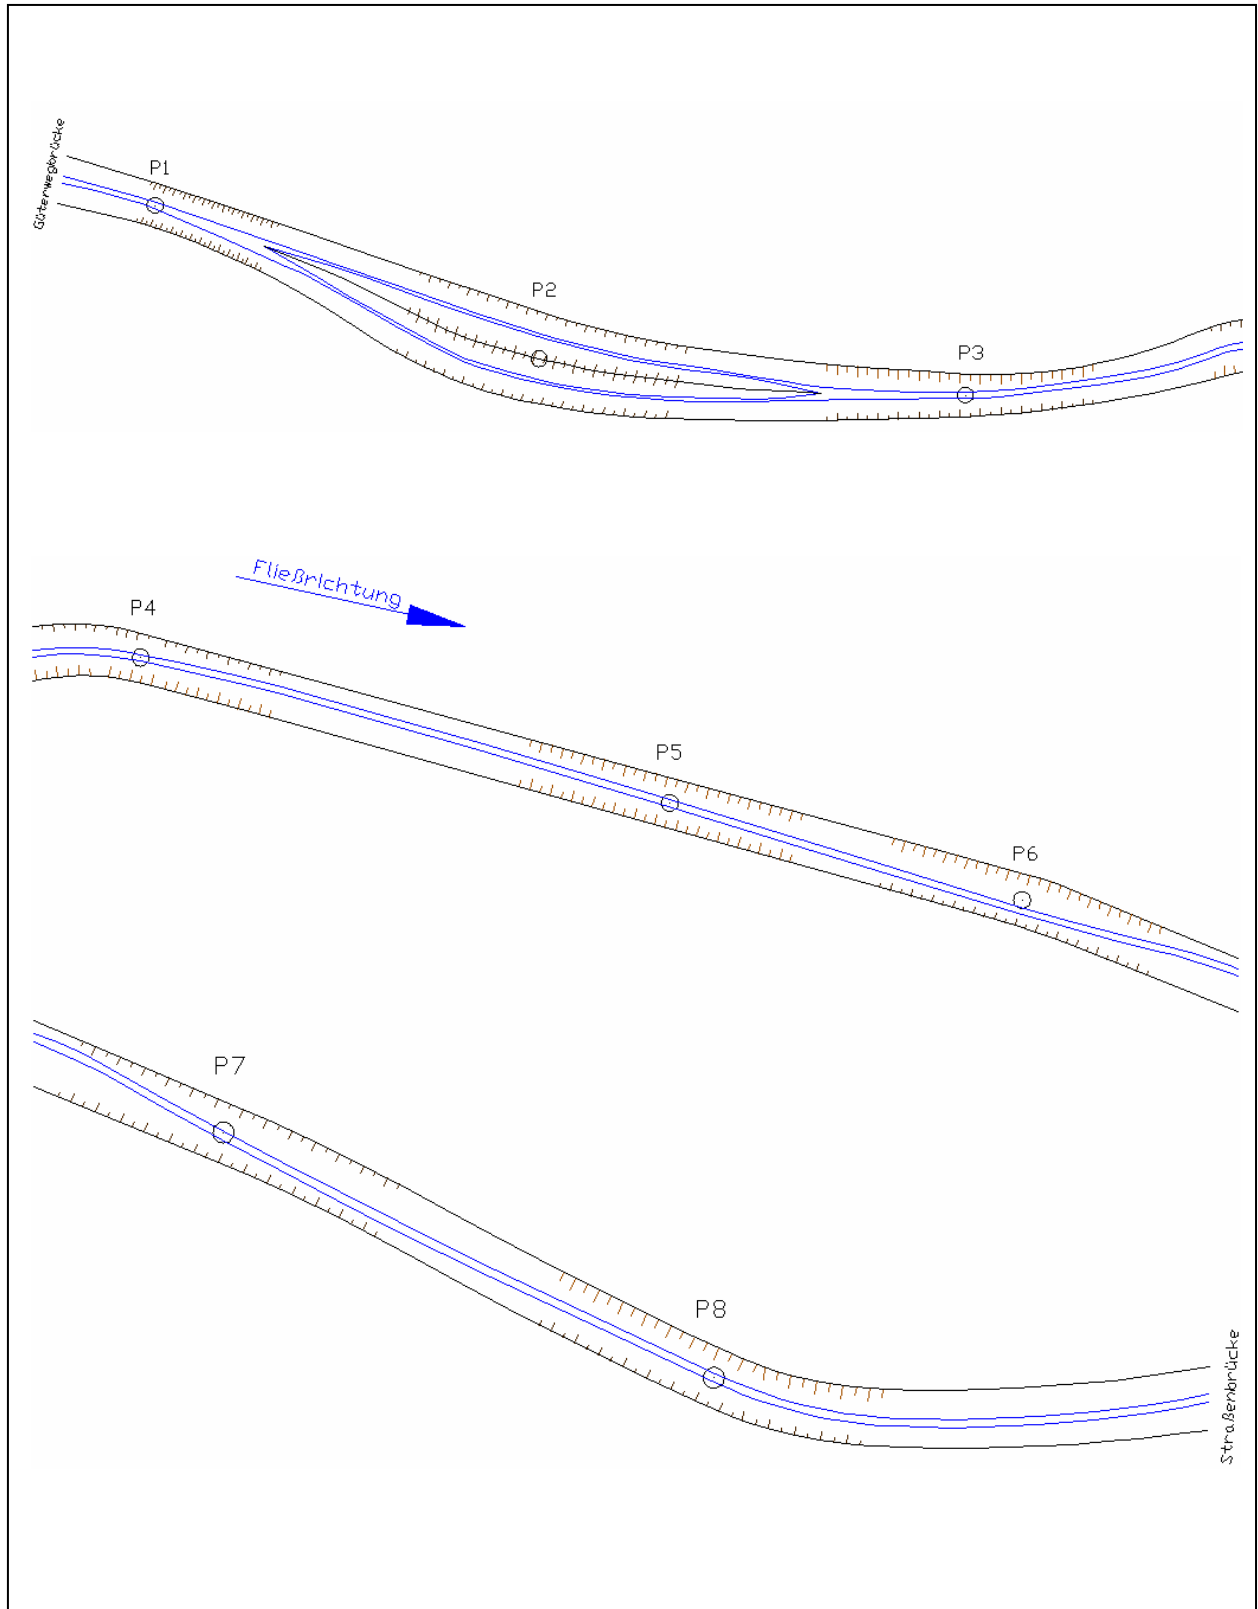 Güterwegbrücke
P1
P2
P3
Fließrichtung
P4
P5
P6
P7
P8
Straßenbrücke